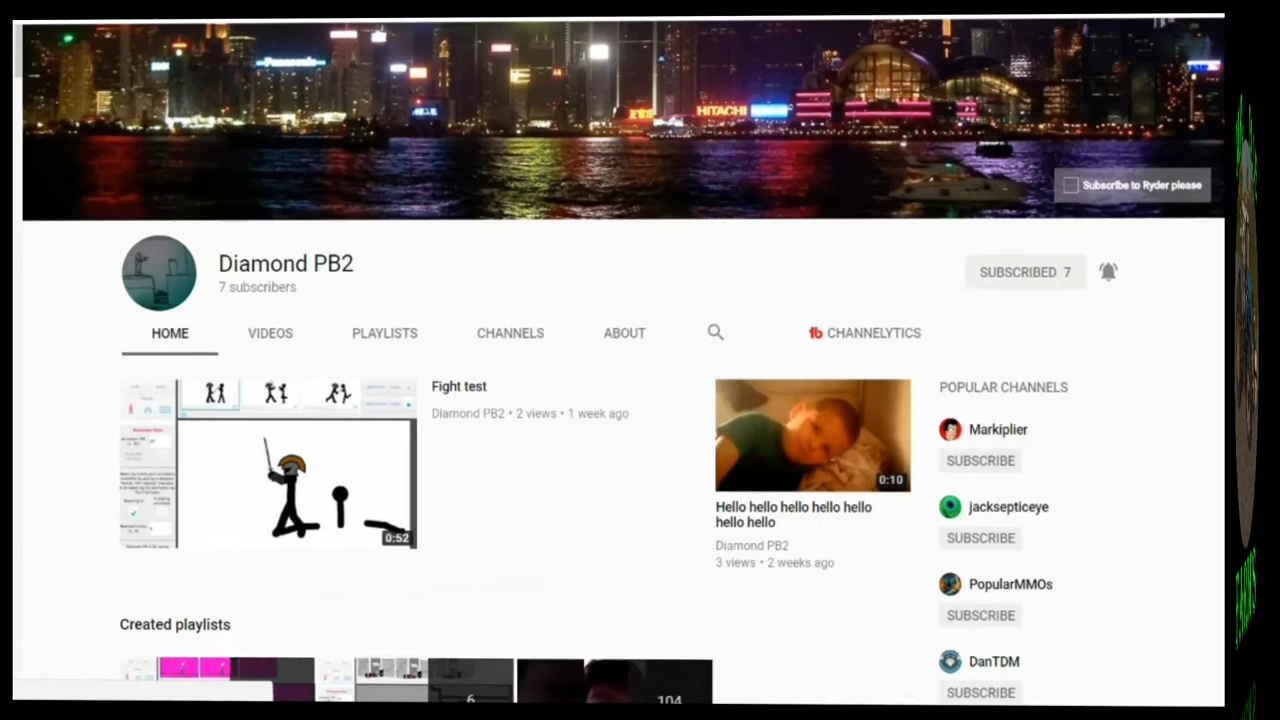 Panasonic
HITACHI
Subscribe to Ryder please
Diamond PB2
7 subscribers
SUBSCRIBED 7
HOME VIDEOS PLAYLISTS CHANNELS ABOUT CHANNELYTICS
Fight test
Diamond PB2 • 2 views • 1 week ago
0:52
0:10
Hello hello hello hello hello
hello hello
Diamond PB2
3 views • 2 weeks ago
POPULAR CHANNELS
Markiplier
SUBSCRIBE
jacksepticeye
SUBSCRIBE
PopularMMOs
SUBSCRIBE
DanTDM
SUBSCRIBE
Created playlists
6
104